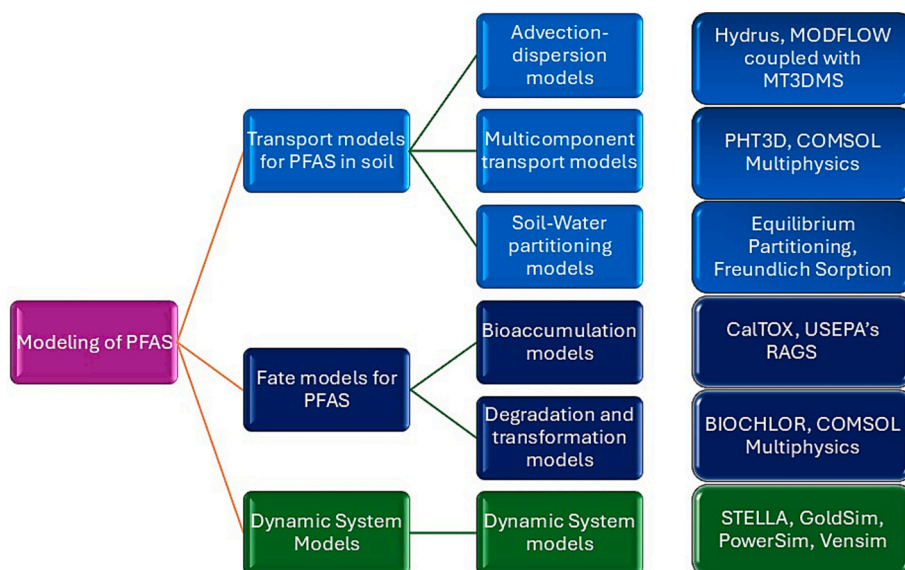 Advection-
dispersion
models
Hydrus, MODFLOW
coupled with
MT3DMS
Transport models
for PFAS in soil
Multicomponent
transport models
PHT3D, COMSOL
Multiphysics
Soil-Water
partitioning
models
Equilibrium
Partitioning,
Freundlich Sorption
Modeling of PFAS
Bioaccumulation
models
CalTOX, USEPA's
RAGS
Fate models for
PFAS
Degradation and
transformation
models
BIOCHLOR, COMSOL
Multiphysics
Dynamic System
Models
Dynamic System
models
STELLA, GoldSim,
PowerSim, Vensim